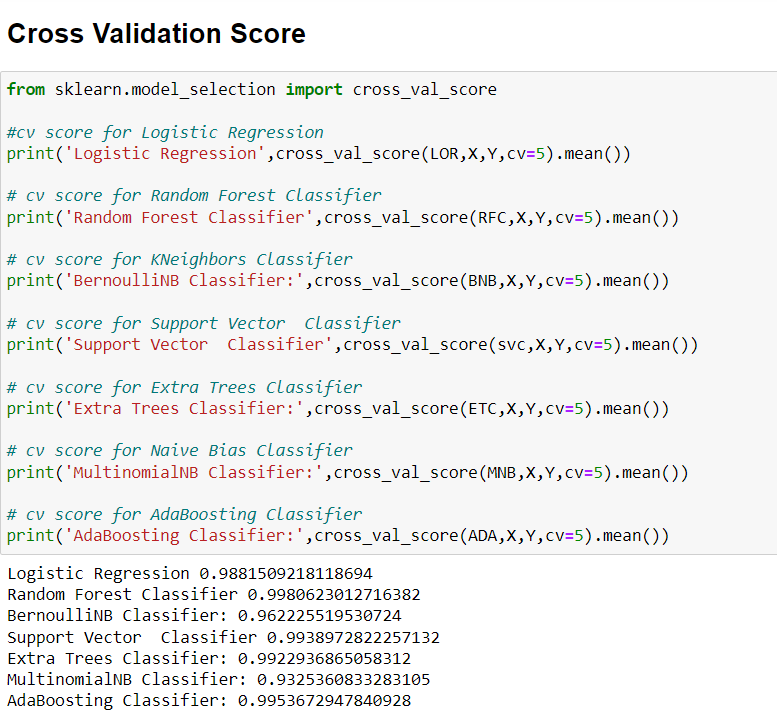 Cross Validation Score
from sklearn.model_selection import cross_val_score
#cv score for Logistic Regression
print('Logistic Regression',cross_val_score(LOR,X,Y,cv=5).mean())
# cv score for Random Forest Classifier
print('Random Forest Classifier',cross_val_score(RFC,X,Y,cv=5).mean())
# cv score for KNeighbors Classifier
print('BernoulliNB Classifier:',cross_val_score(BNB,X,Y,cv=5).mean())
# cv score for Support Vector  Classifier
print('Support Vector  Classifier',cross_val_score(svc,X,Y,cv=5).mean())
# cv score for Extra Trees Classifier
print('Extra Trees Classifier:',cross_val_score(ETC,X,Y,cv=5).mean())
# cv score for Naive Bias Classifier
print('MultinomialNB Classifier:',cross_val_score(MNB,X,Y,cv=5).mean())
# cv score for AdaBoosting Classifier
print('AdaBoosting Classifier:',cross_val_score(ADA,X,Y,cv=5).mean())
Logistic Regression 0.9881509218118694
Random Forest Classifier 0.9980623012716382
BernoulliNB Classifier: 0.962225519530724
Support Vector  Classifier 0.9938972822257132
Extra Trees Classifier: 0.9922936865058312
MultinomialNB Classifier: 0.9325360833283105
AdaBoosting Classifier: 0.9953672947840928